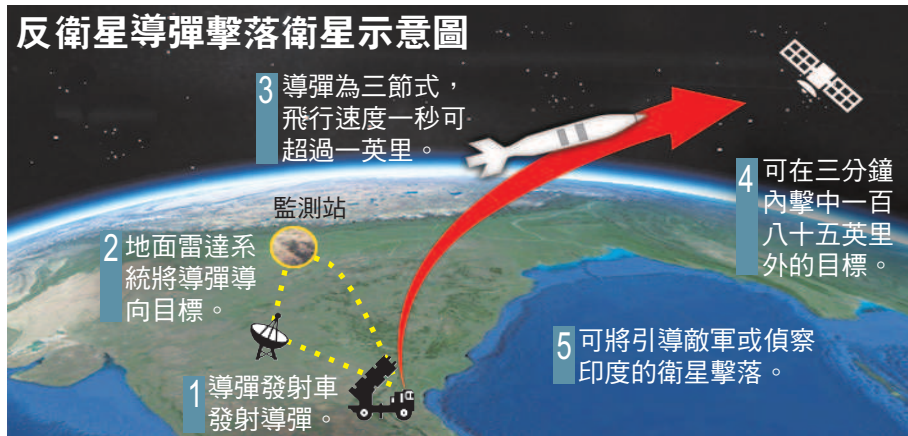 反衛星導彈擊落衛星示意圖
3 導彈為三節式，
飛行速度一秒可
超過一英里。
4 可在三分鐘
內擊中一百
八十五英里
外的目標。
監測站
2 地面雷達系
統將導彈導
向目標。
5 可將引導敵軍或偵察
印度的衛星擊落。
1 導彈發射車
發射導彈。